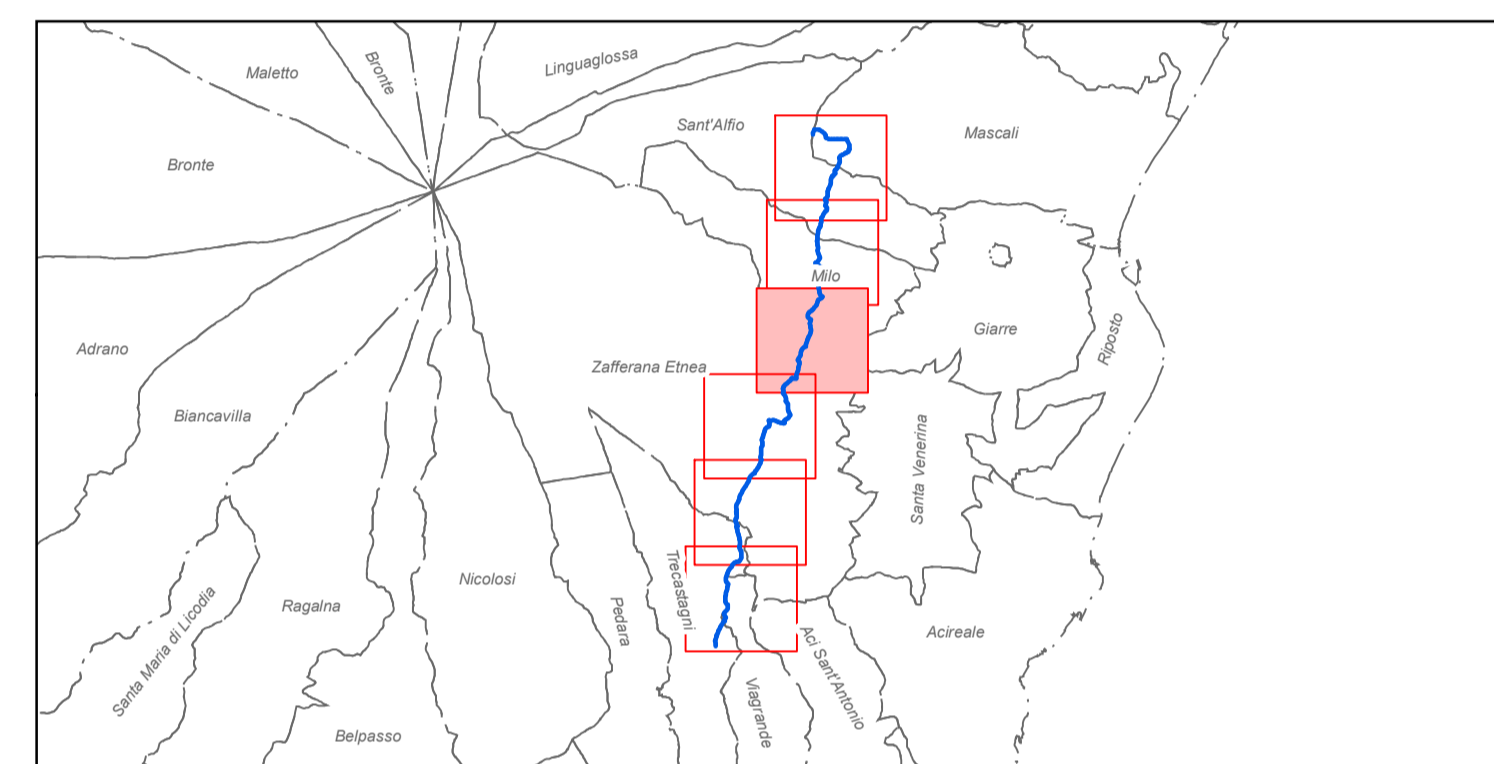 Linguaglossa
Maletto
Bronte
Sant'Alfio
Mascali
Bronte
Milo
Giarre
Riposto
Adrano
Zafferana Etnea
Biancavilla
Santa Venerina
Nicolosi
Trecastagni
Ragalna
Pedara
Santa Maria di Licodia
Acireale
Aci Sant'Antonio
Viagrande
Belpasso